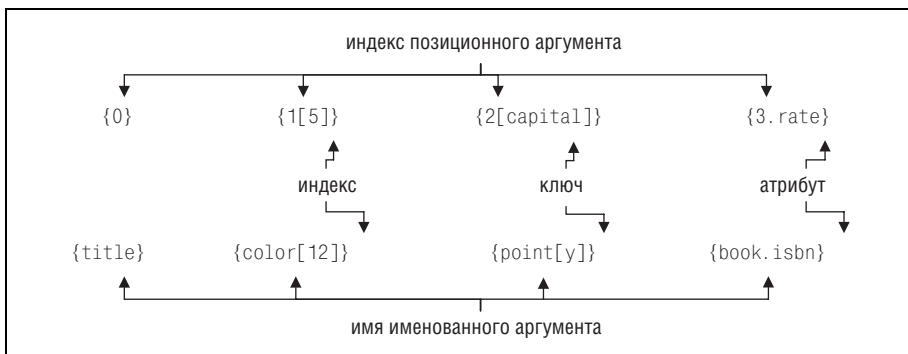 индекс позиционного аргумента
{0} {1[5]} {2[capital]} {3.rate}
индекс ключ атрибут
{title} {color[12]} {point[y]} {book.isbn}
имя именованного аргумента